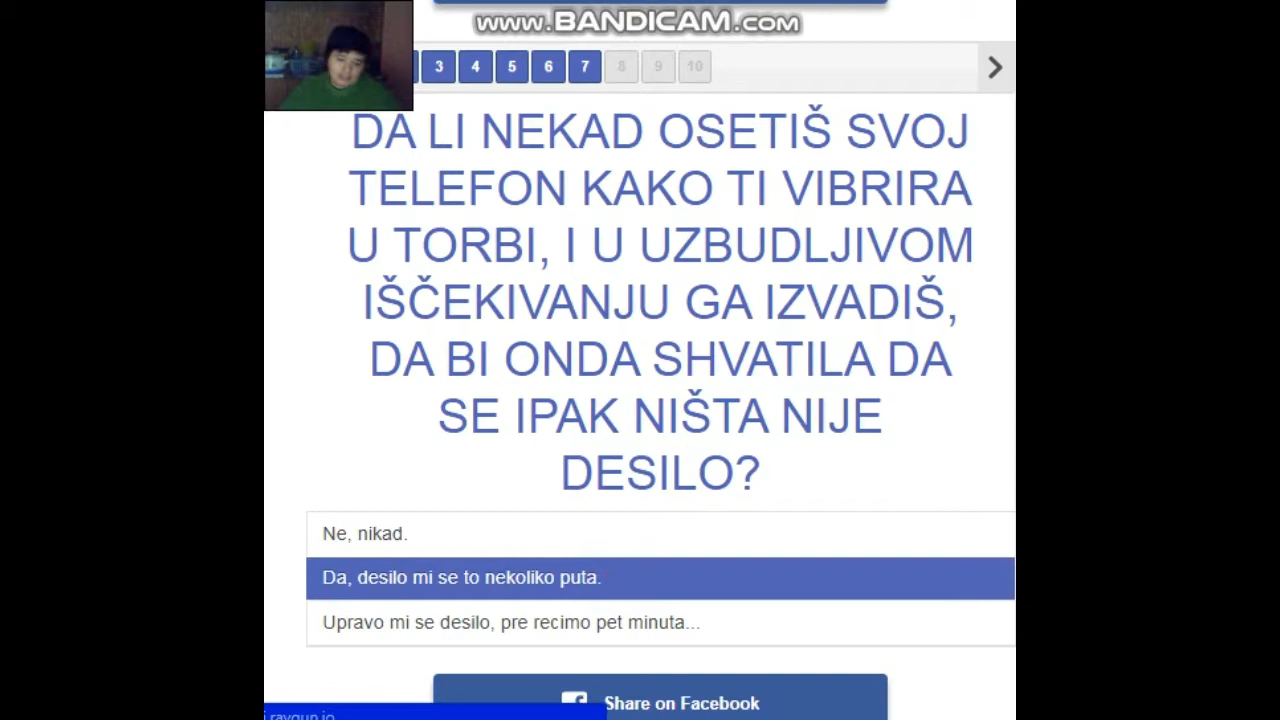 www.BANDICAM.com
3 4 5 6 7 8 9 10
DA LI NEKAD OSETIŠ SVOJ
TELEFON KAKO TI VIBRIRA
U TORBI, I U UZBUDLJIVOM
IŠČEKIVANJU GA IZVADIŠ,
DA BI ONDA SHVATILA DA
SE IPAK NIŠTA NIJE
DESILO?
Ne, nikad.
Da, desilo mi se to nekoliko puta.
Upravo mi se desilo, pre recimo pet minuta...
Share on Facebook
raygun.io